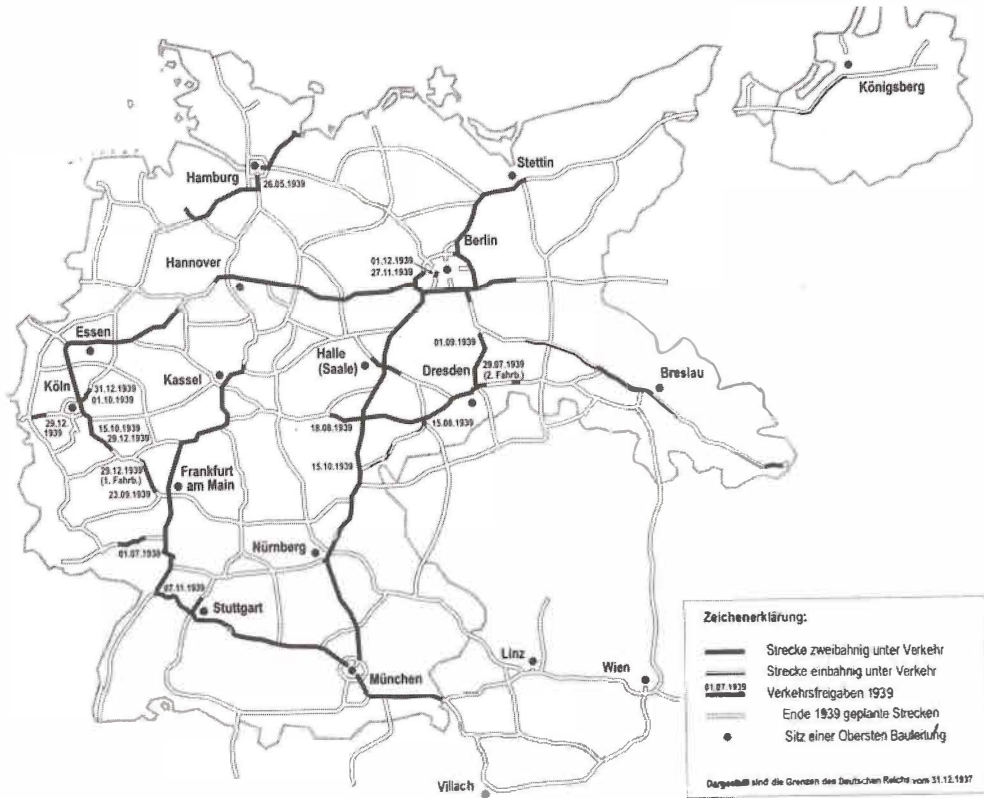 Königsberg
Stettin
Hamburg
26.05.1939
Berlin
01.12.1939
27.11.1939
Hannover
Essen
Halle
(Saale)
01.09.1939
Dresden
29.07.1939
(2. Fahrb.)
Breslau
Kassel
Köln
31.12.1939
01.10.1939
29.12.
1939
15.10.1939
29.12.1939
18.08.1939
15.08.1939
29.12.1939
(1. Fahrb.)
23.09.1939
Frankfurt
am Main
15.10.1939
Nürnberg
01.07.1939
07.11.1939
Stuttgart
München
Linz
Wien
Villach
Zeichenerklärung:
Strecke zweibahnig unter Verkehr
Strecke einbahnig unter Verkehr
01.07.1939
Verkehrsfreigaben 1939
Ende 1939 geplante Strecken
Sitz einer Obersten Bauleitung
Dargestellt sind die Grenzen des Deutschen Reichs vom 31.12.1937